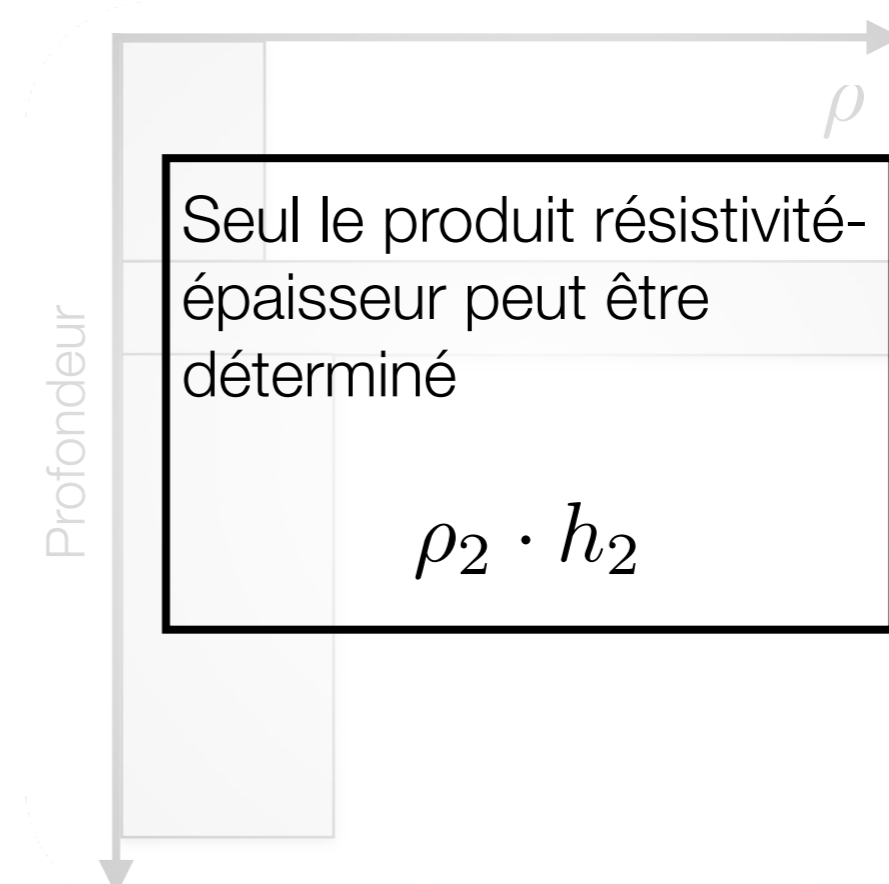 ρ
Seul le produit résistivité-
épaisseur peut être
déterminé
ρ₂ · h₂
Profondeur